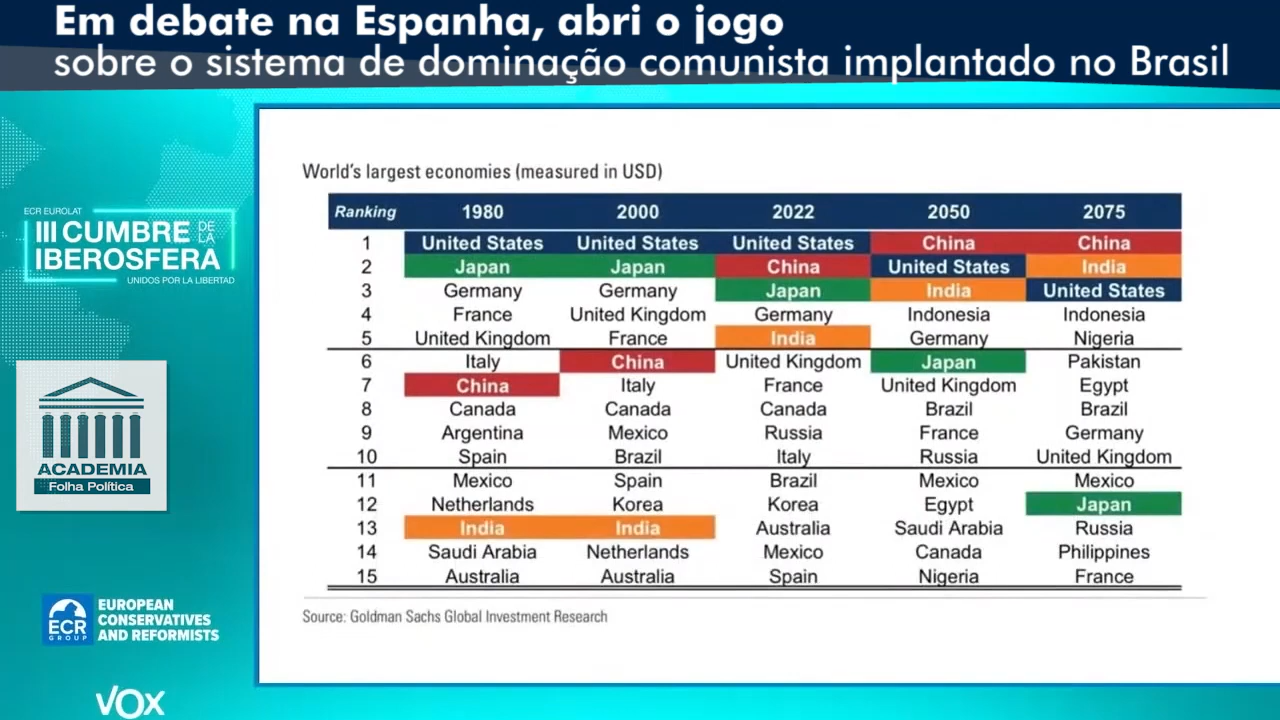 Em debate na Espanha, abri o jogo
sobre o sistema de dominação comunista implantado no Brasil
ECR EUROLAT
III CUMBRE DE LA
IBEROSFERA
UNIDOS POR LA LIBERTAD
ACADEMIA
Folha Política
ECR
GROUP
EUROPEAN
CONSERVATIVES
AND REFORMISTS
VOX
World's largest economies (measured in USD)
Ranking 1980 2000 2022 2050 2075
1 United States United States United States China China
2 Japan Japan China United States India
3 Germany Germany Japan India United States
4 France United Kingdom Germany Indonesia Indonesia
5 United Kingdom France India Germany Nigeria
6 Italy China United Kingdom Japan Pakistan
7 China Italy France United Kingdom Egypt
8 Canada Canada Canada Brazil Brazil
9 Argentina Mexico Russia France Germany
10 Spain Brazil Italy Russia United Kingdom
11 Mexico Spain Brazil Mexico Mexico
12 Netherlands Korea Korea Egypt Japan
13 India India Australia Saudi Arabia Russia
14 Saudi Arabia Netherlands Mexico Canada Philippines
15 Australia Australia Spain Nigeria France
Source: Goldman Sachs Global Investment Research